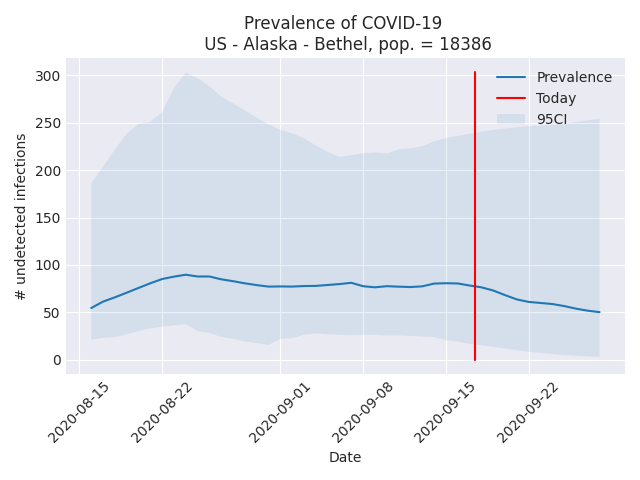 Prevalence of COVID-19
US - Alaska - Bethel, pop. = 18386
Prevalence
Today
95CI
300
250
200
150
100
50
0
# undetected infections
2020-08-15
2020-08-22
2020-09-01
2020-09-08
2020-09-15
2020-09-22
Date